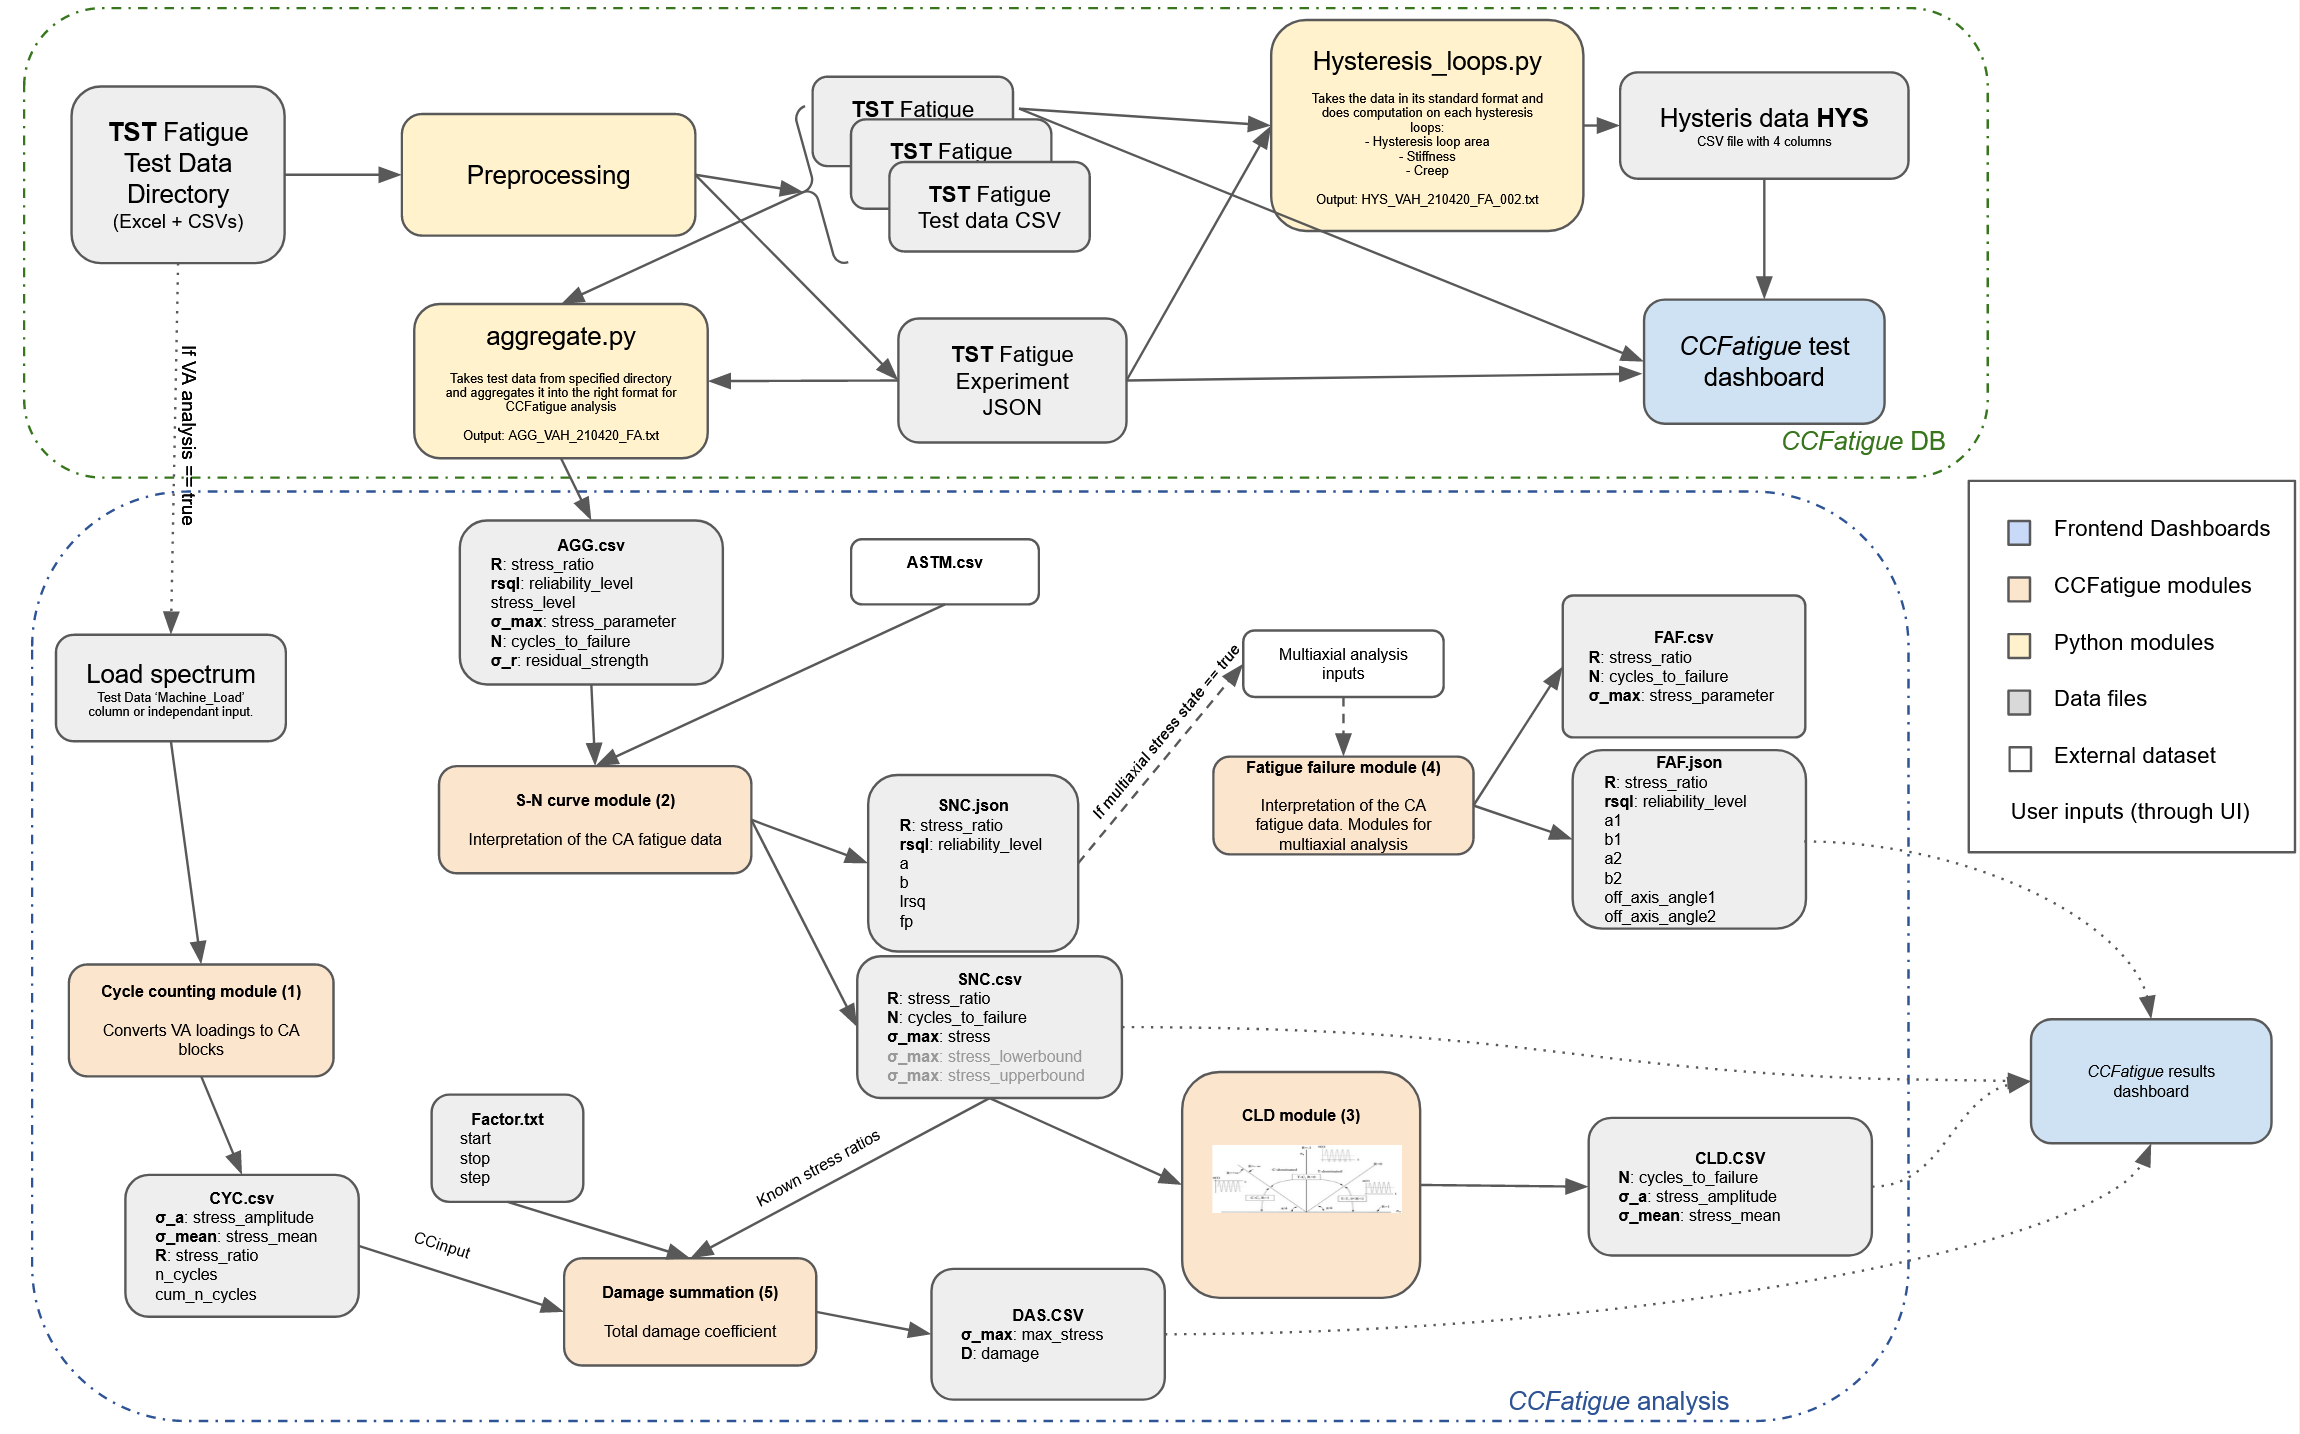 TST Fatigue
Test Data
Directory
(Excel + CSVs)
Preprocessing
TST Fatigue
TST Fatigue
TST Fatigue
Test data CSV
Hysteresis_loops.py
Takes the data in its standard format and
does computation on each hysteresis
loops:
- Hysteresis loop area
- Stiffness
- Creep
Output: HYS_VAH_210420_FA_002.txt
Hysteris data HYS
CSV file with 4 columns
aggregate.py
Takes test data from specified directory
and aggregates it into the right format for
CCFatigue analysis
Output: AGG_VAH_210420_FA.txt
TST Fatigue
Experiment
JSON
CCFatigue test
dashboard
CCFatigue DB
If VA analysis == true
Frontend Dashboards
CCFatigue modules
Python modules
Data files
External dataset
User inputs (through UI)
AGG.csv
R: stress_ratio
rsql: reliability_level
stress_level
σ_max: stress_parameter
N: cycles_to_failure
σ_r: residual_strength
ASTM.csv
Load spectrum
Test Data ‘Machine_Load’
column or independant input.
If multiaxial stress state == true
Multiaxial analysis
inputs
FAF.csv
R: stress_ratio
N: cycles_to_failure
σ_max: stress_parameter
S-N curve module (2)
Interpretation of the CA fatigue data
SNC.json
R: stress_ratio
rsql: reliability_level
a
b
lrsq
fp
Fatigue failure module (4)
Interpretation of the CA
fatigue data. Modules for
multiaxial analysis
FAF.json
R: stress_ratio
rsql: reliability_level
a1
b1
a2
b2
off_axis_angle1
off_axis_angle2
Cycle counting module (1)
Converts VA loadings to CA
blocks
SNC.csv
R: stress_ratio
N: cycles_to_failure
σ_max: stress
σ_max: stress_lowerbound
σ_max: stress_upperbound
CCFatigue results
dashboard
Factor.txt
start
stop
step
Known stress ratios
CLD module (3)
CLD.CSV
N: cycles_to_failure
σ_a: stress_amplitude
σ_mean: stress_mean
CYC.csv
σ_a: stress_amplitude
σ_mean: stress_mean
R: stress_ratio
n_cycles
cum_n_cycles
CCinput
Damage summation (5)
Total damage coefficient
DAS.CSV
σ_max: max_stress
D: damage
CCFatigue analysis